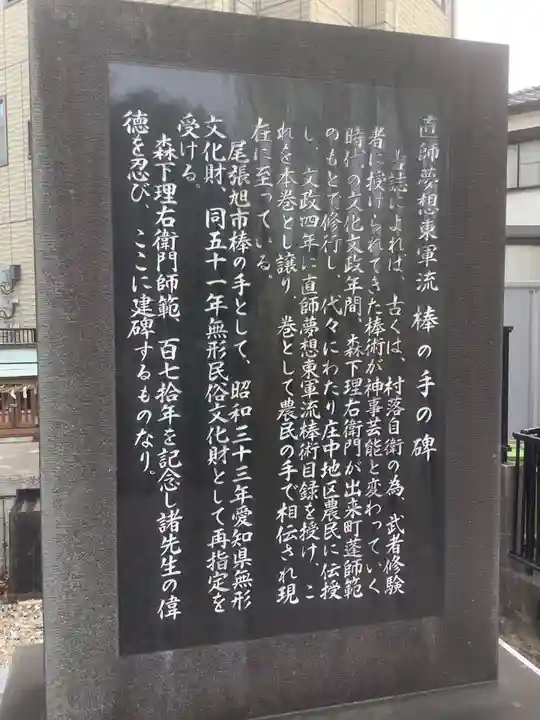 直師夢想東軍流 棒の手の碑
誌によれば、古くは、村落自衛の為、武者修験
者に授けられてきた棒術が神事芸能と変わっていく
時代の文化文政年間、森下理右衛門が出来町蓬師範
のもとで修行し、代々にわたり庄中地区農民に伝授
し、文政四年に直師夢想東軍流棒術目録を授け、こ
れを本巻とし譲り、巻として農民の手で相伝され現
在に至っている。
尾張旭市棒の手として、昭和三十三年愛知県無形
文化財、同五十一年無形民俗文化財として再指定を
受ける。
森下理右衛門師範、百七拾年を記念し諸先生の偉
徳を忍び、ここに建碑するものなり。